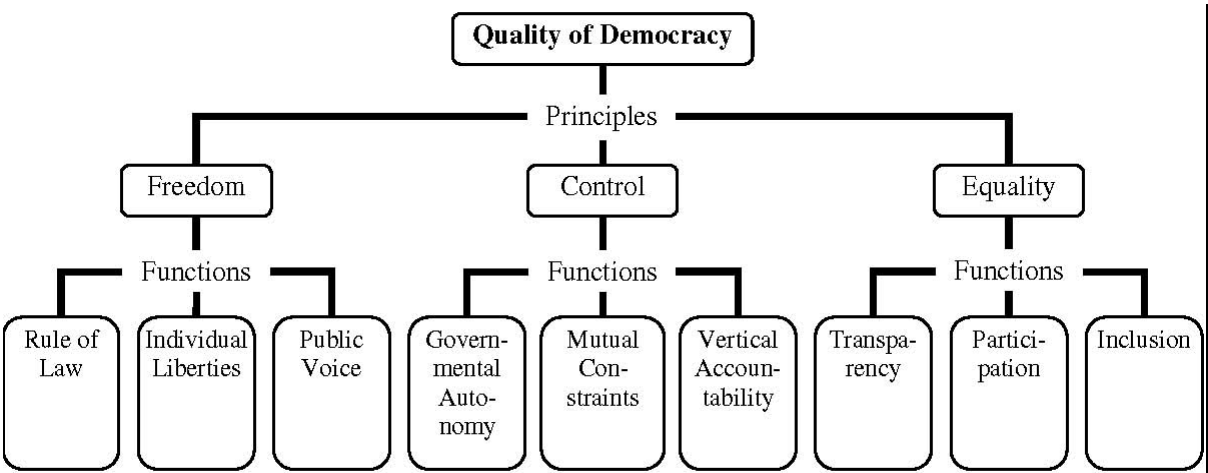 Quality of Democracy
Principles
Freedom
Control
Equality
Functions
Functions
Functions
Rule of
Law
Individual
Liberties
Public
Voice
Govern-
mental
Auto-
nomy
Mutual
Con-
straints
Vertical
Accoun-
tability
Transpa-
rency
Partici-
pation
Inclusion